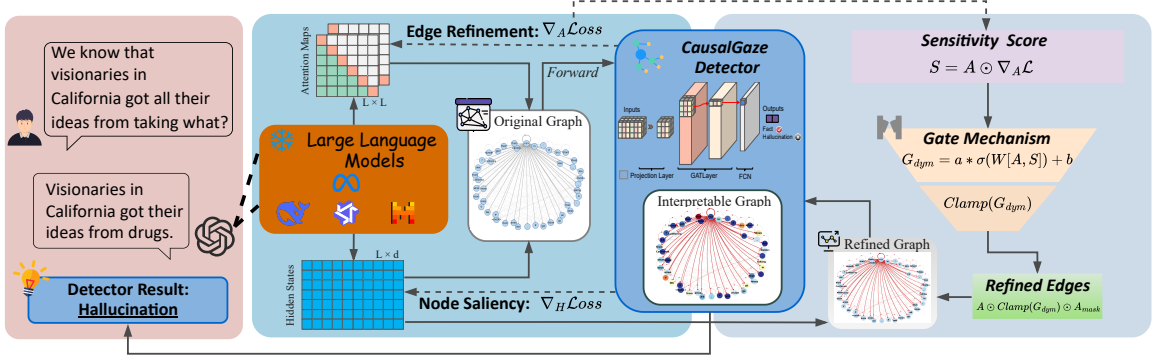 We know that
visionaries in
California got all their
ideas from taking what?
Visionaries in
California got their
ideas from drugs.
Detector Result:
Hallucination
Attention Maps
L × L
Edge Refinement: ∇_A ℒoss
Large Language
Models
L × d
Hidden States
Node Saliency: ∇_H ℒoss
Original Graph
Forward
CausalGaze
Detector
Inputs
Outputs
Fact
Hallucination
Projection Layer
GATLayer
FCN
Interpretable Graph
Sensitivity Score
S = A ⊙ ∇_A ℒ
Gate Mechanism
G_dym = a * σ(W[A, S]) + b
Clamp(G_dym)
Refined Graph
Refined Edges
A ⊙ Clamp(G_dym) ⊙ A_mask